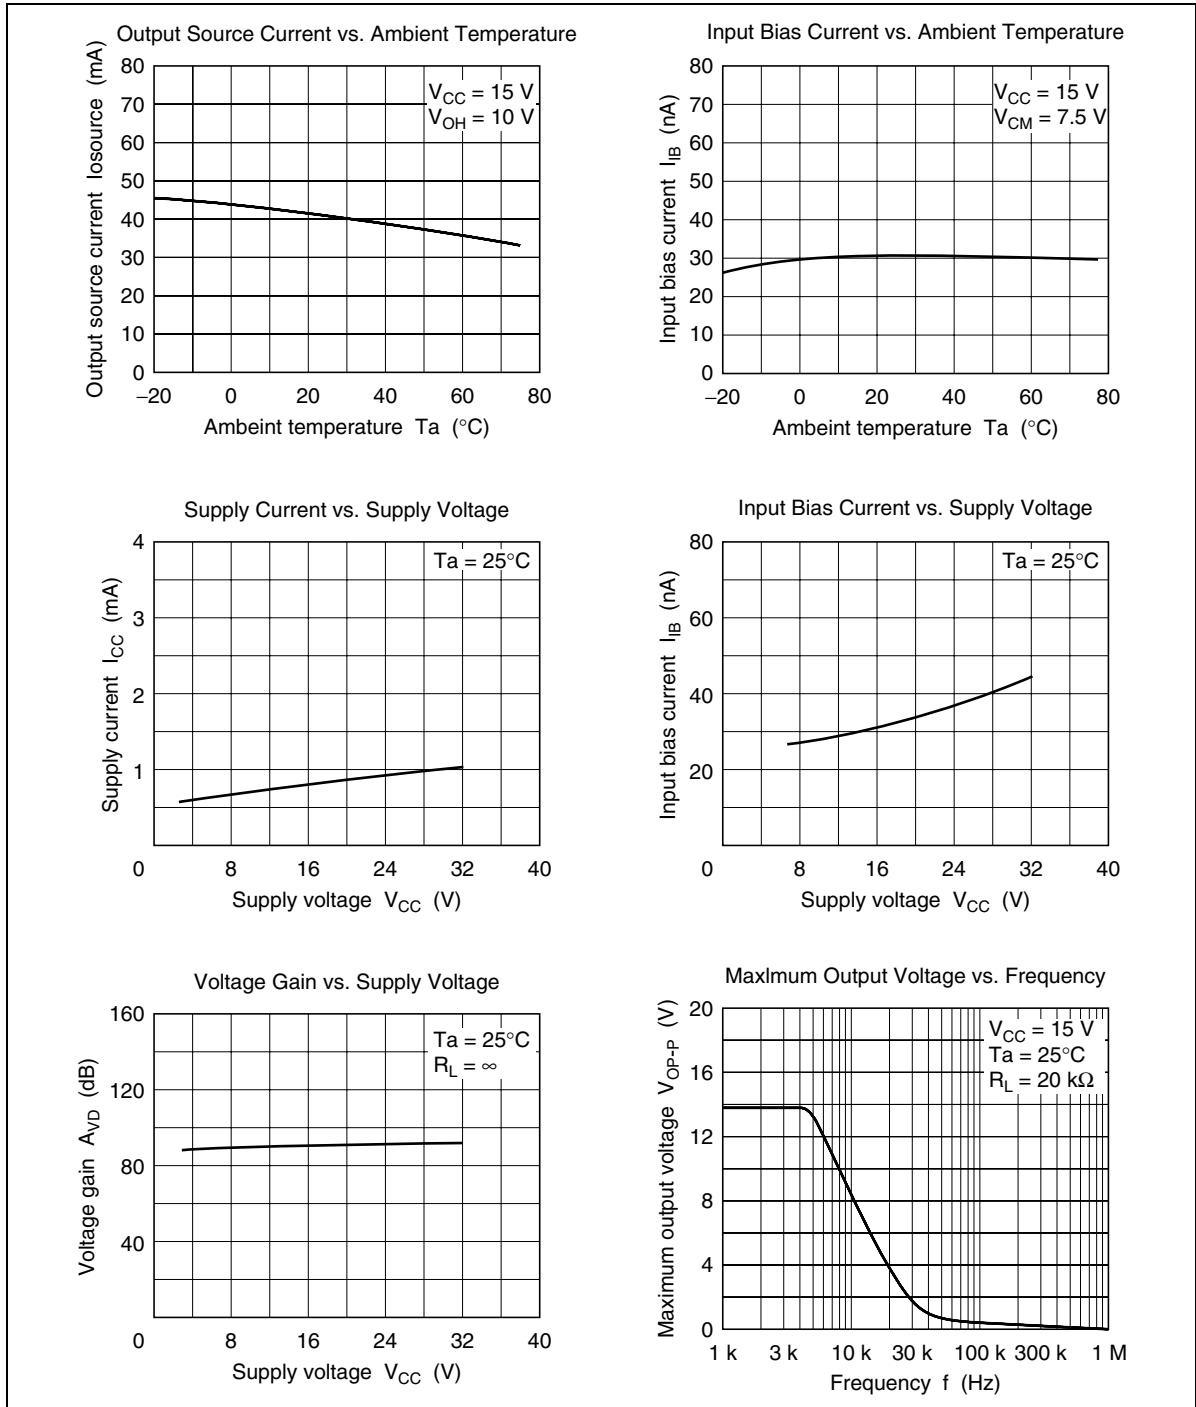 Output Source Current vs. Ambient Temperature
Output source current Iosource (mA)
80
70
60
50
40
30
20
10
0
VCC = 15 V
VOH = 10 V
–20 0 20 40 60 80
Ambeint temperature Ta (°C)
Input Bias Current vs. Ambient Temperature
Input bias current IIB (nA)
80
70
60
50
40
30
20
10
0
VCC = 15 V
VCM = 7.5 V
–20 0 20 40 60 80
Ambeint temperature Ta (°C)
Supply Current vs. Supply Voltage
Supply current ICC (mA)
4
3
2
1
Ta = 25°C
0 8 16 24 32 40
Supply voltage VCC (V)
Input Bias Current vs. Supply Voltage
Input bias current IIB (nA)
80
60
40
20
Ta = 25°C
0 8 16 24 32 40
Supply voltage VCC (V)
Voltage Gain vs. Supply Voltage
Voltage gain AVD (dB)
160
120
80
40
Ta = 25°C
RL = ∞
0 8 16 24 32 40
Supply voltage VCC (V)
MaxImum Output Voltage vs. Frequency
Maximum output voltage VOP-P (V)
20
16
12
8
4
0
VCC = 15 V
Ta = 25°C
RL = 20 kΩ
1 k 3 k 10 k 30 k 100 k 300 k 1 M
Frequency f (Hz)